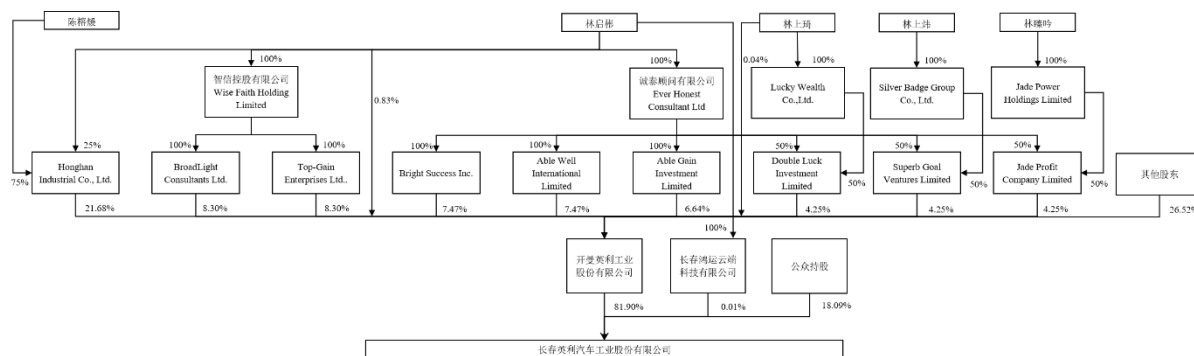 陈榕煖
林启彬
林上琦
林上炜
林臻吟
100%
100%
0.04%
100%
100%
100%
智信控股有限公司
Wise Faith Holding
Limited
0.83%
诚泰顾问有限公司
Ever Honest
Consultant Ltd
Lucky Wealth
Co.,Ltd.
Silver Badge Group
Co., Ltd.
Jade Power
Holdings Limited
25%
100%
100%
100%
100%
100%
50%
50%
50%
75%
Honghan
Industrial Co., Ltd.
BroadLight
Consultants Ltd.
Top-Gain
Enterprises Ltd..
Bright Success Inc.
Able Well
International
Limited
Able Gain
Investment Limited
Double Luck
Investment
Limited
50%
Superb Goal
Ventures Limited
50%
Jade Profit
Company Limited
50%
其他股东
21.68%
8.30%
8.30%
7.47%
7.47%
6.64%
4.25%
4.25%
4.25%
26.52%
100%
开曼英利工业
股份有限公司
长春鸿运云端
科技有限公司
公众持股
81.90%
0.01%
18.09%
长春英利汽车工业股份有限公司